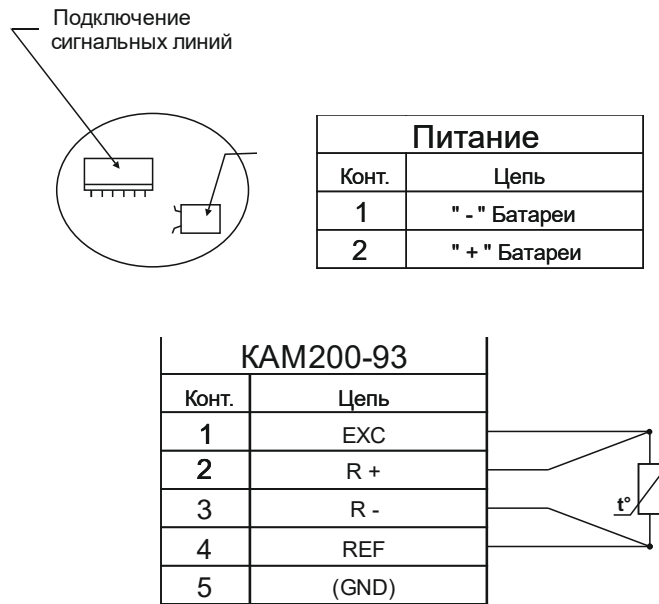 Подключение
сигнальных линий
Питание
Конт. Цепь
1 " - " Батареи
2 " + " Батареи
КАМ200-93
Конт. Цепь
1 EXC
2 R +
3 R -
4 REF
5 (GND)
t°